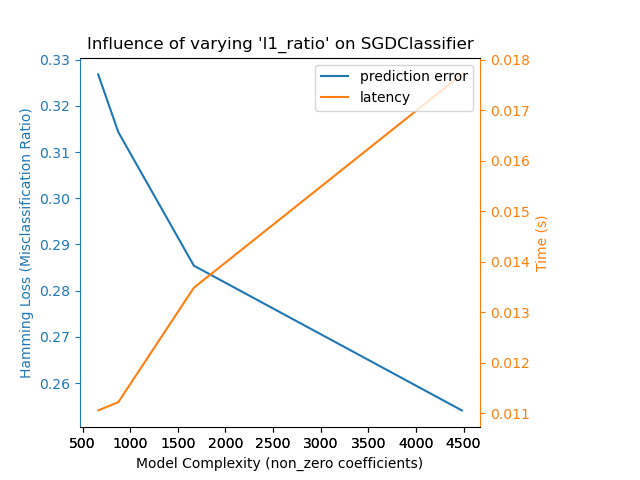 Influence of varying 'l1_ratio' on SGDClassifier
prediction error
latency
0.33
0.32
0.31
0.30
0.29
0.28
0.27
0.26
Hamming Loss (Misclassification Ratio)
0.018
0.017
0.016
0.015
0.014
0.013
0.012
0.011
Time (s)
500 1000 1500 2000 2500 3000 3500 4000 4500
Model Complexity (non_zero coefficients)